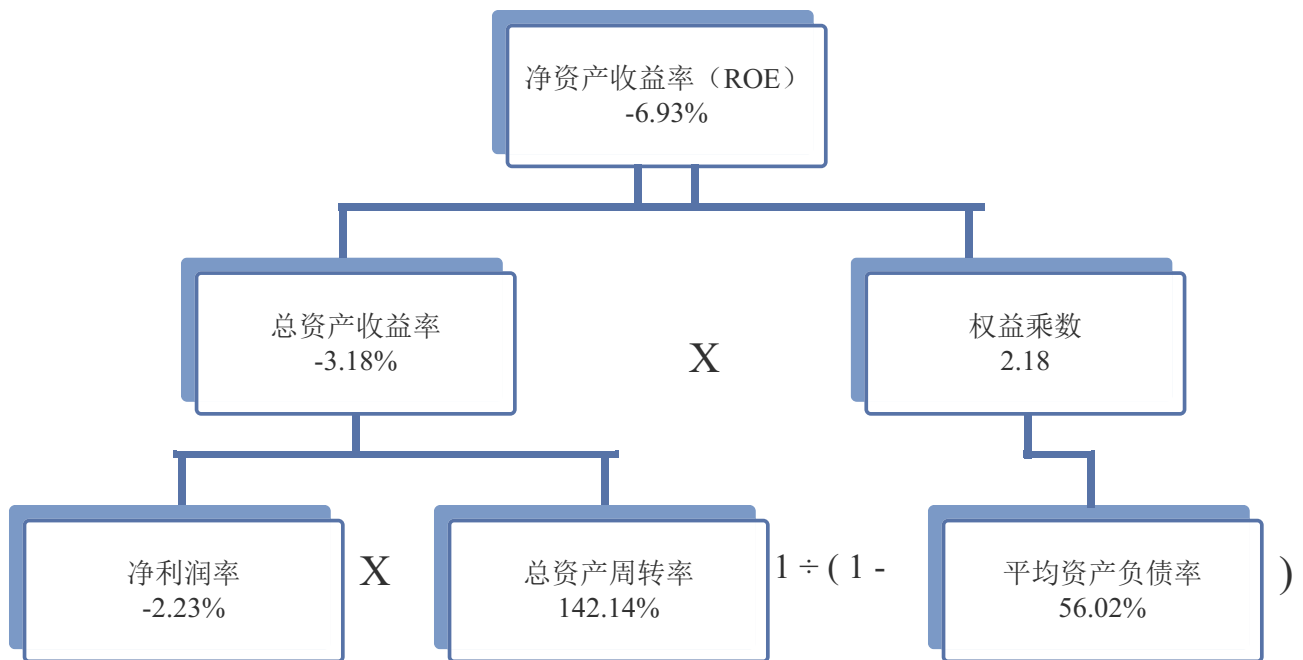 净资产收益率（ROE）
-6.93%
总资产收益率
-3.18%
X
权益乘数
2.18
净利润率
-2.23%
X
总资产周转率
142.14%
1 ÷ ( 1 -
平均资产负债率
56.02%
)